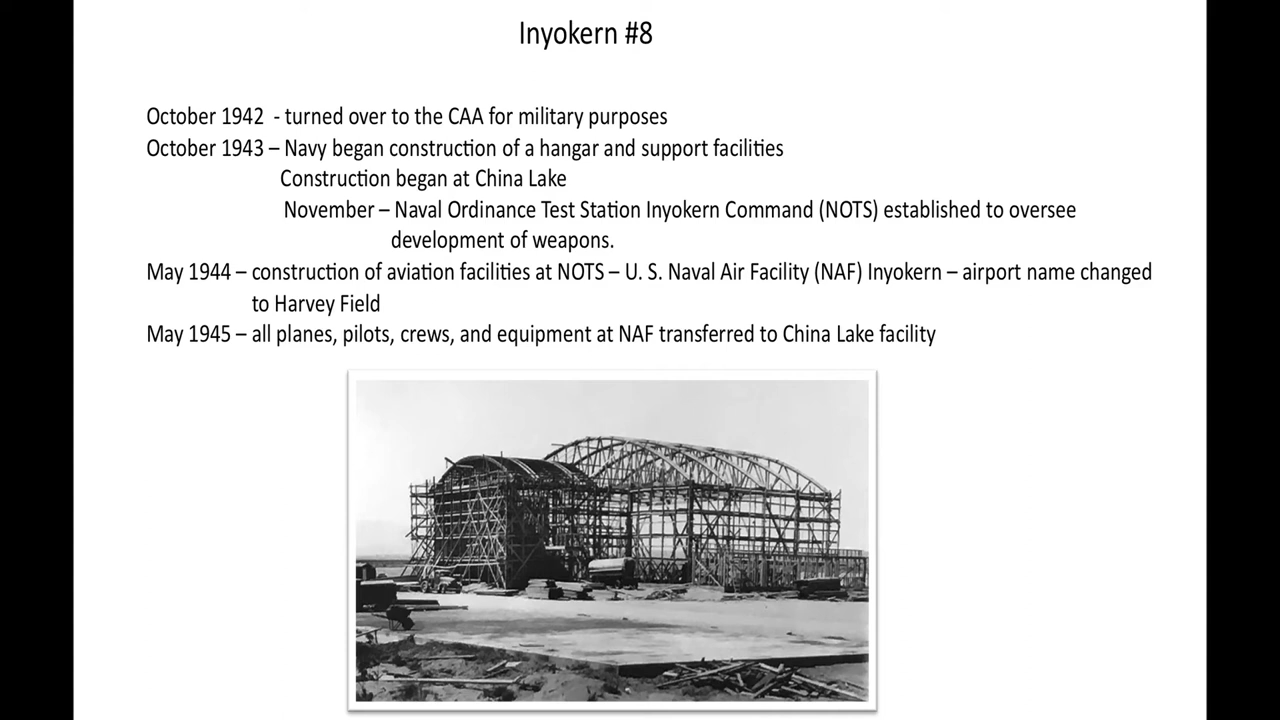 Inyokern #8
October 1942 - turned over to the CAA for military purposes
October 1943 – Navy began construction of a hangar and support facilities
Construction began at China Lake
November – Naval Ordinance Test Station Inyokern Command (NOTS) established to oversee
development of weapons.
May 1944 – construction of aviation facilities at NOTS – U. S. Naval Air Facility (NAF) Inyokern – airport name changed
to Harvey Field
May 1945 – all planes, pilots, crews, and equipment at NAF transferred to China Lake facility